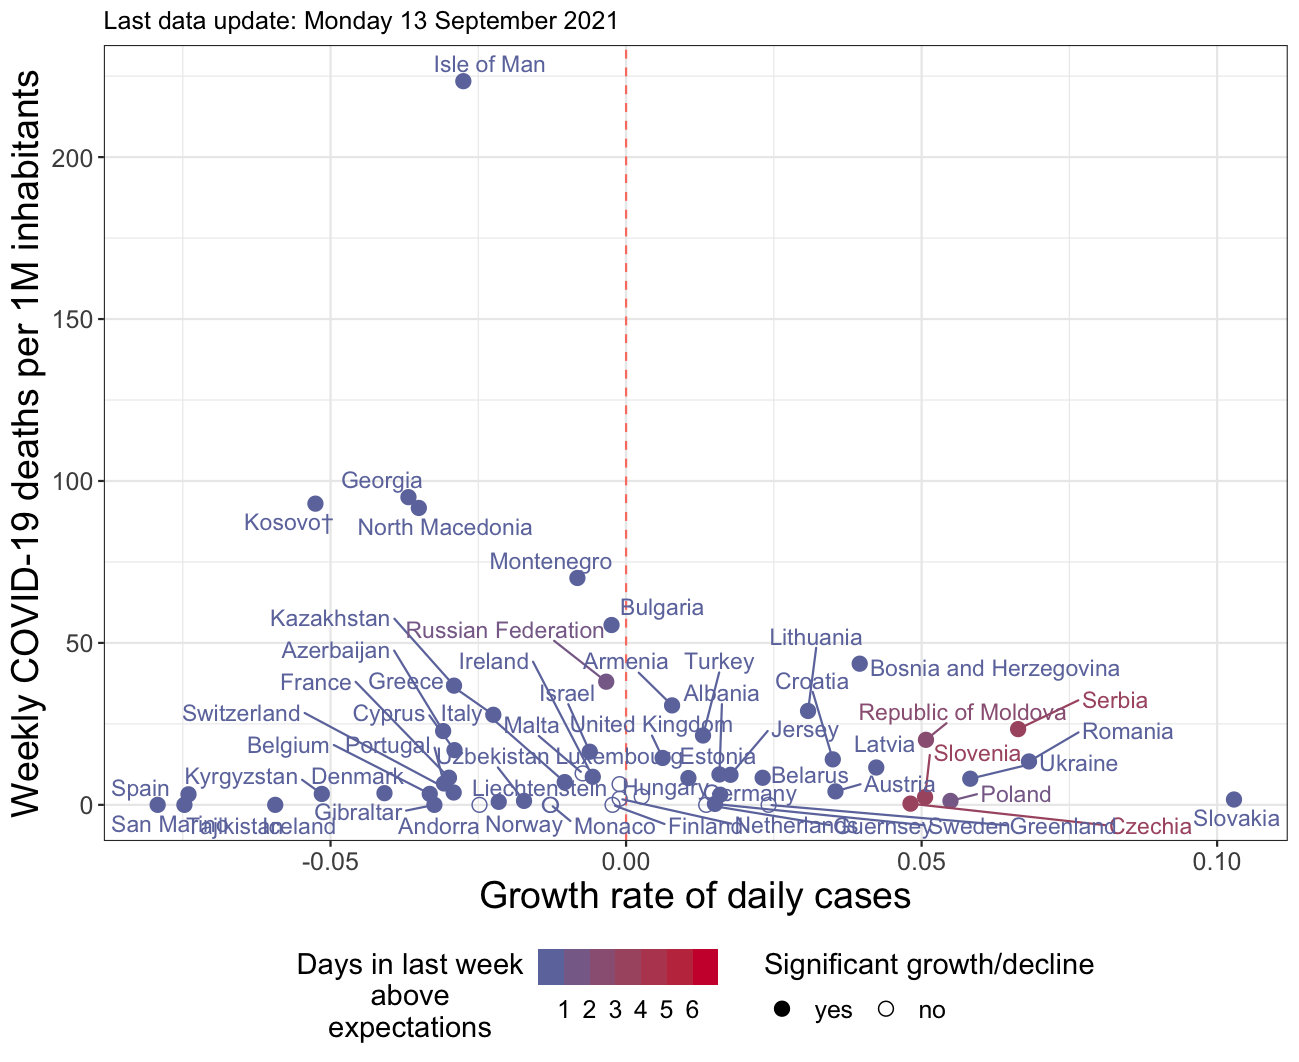 Last data update: Monday 13 September 2021
Weekly COVID-19 deaths per 1M inhabitants
200
150
100
50
0
Isle of Man
Georgia
Kosovo†
North Macedonia
Montenegro
Bulgaria
Kazakhstan
Russian Federation
Lithuania
Azerbaijan
Ireland
Armenia
Turkey
Bosnia and Herzegovina
France
Greece
Israel
Albania
Croatia
Serbia
Switzerland
Cyprus
Italy
Malta
United Kingdom
Jersey
Republic of Moldova
Romania
Belgium
Portugal
Uzbekistan
Luxembourg
Estonia
Latvia
Slovenia
Ukraine
Spain
Kyrgyzstan
Denmark
Liechtenstein
Hungary
Germany
Belarus
Austria
Poland
Gibraltar
San Marino
Tajikistan
Iceland
Andorra
Norway
Monaco
Finland
Netherlands
Guernsey
Sweden
Greenland
Czechia
Slovakia
-0.05
0.00
0.05
0.10
Growth rate of daily cases
Days in last week
above
expectations
1 2 3 4 5 6
Significant growth/decline
yes
no